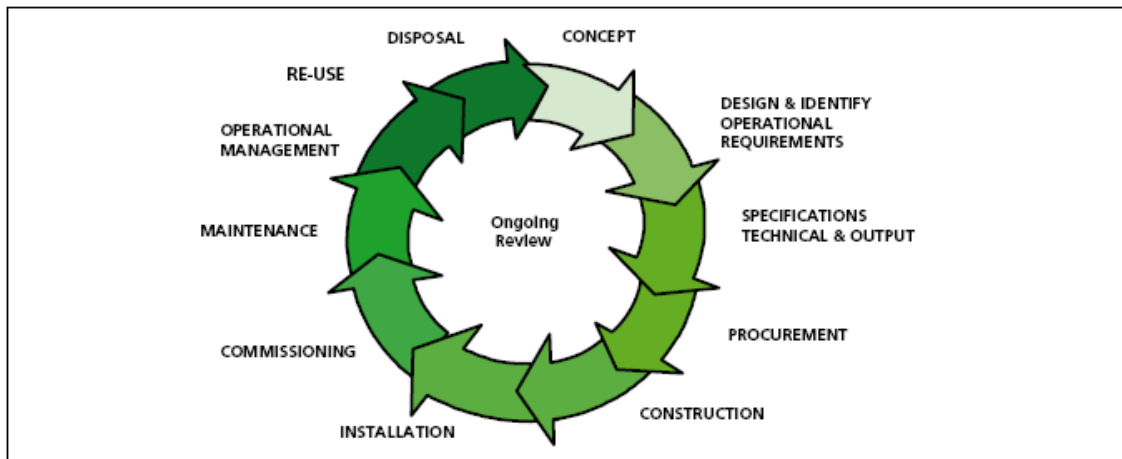 DISPOSAL
CONCEPT
RE-USE
DESIGN & IDENTIFY
OPERATIONAL
REQUIREMENTS
OPERATIONAL
MANAGEMENT
SPECIFICATIONS
TECHNICAL & OUTPUT
MAINTENANCE
Ongoing
Review
PROCUREMENT
COMMISSIONING
CONSTRUCTION
INSTALLATION